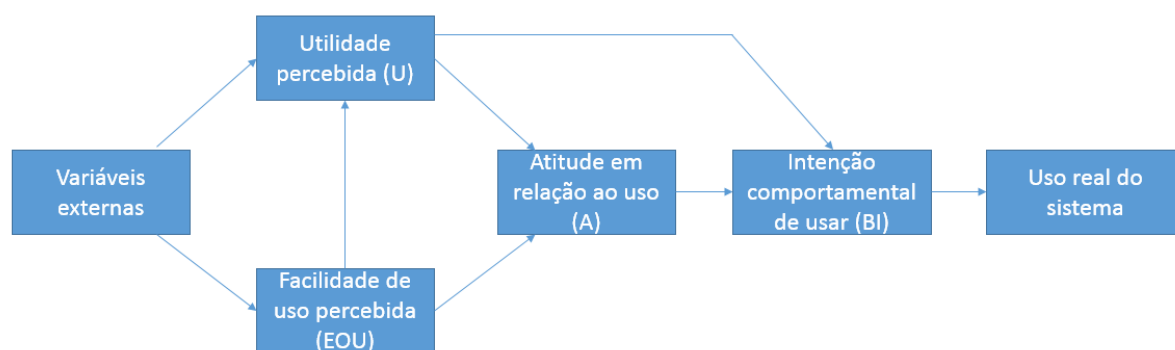 Utilidade
percebida (U)
Variáveis
externas
Atitude em
relação ao uso
(A)
Intenção
comportamental
de usar (BI)
Uso real do
sistema
Facilidade de
uso percebida
(EOU)